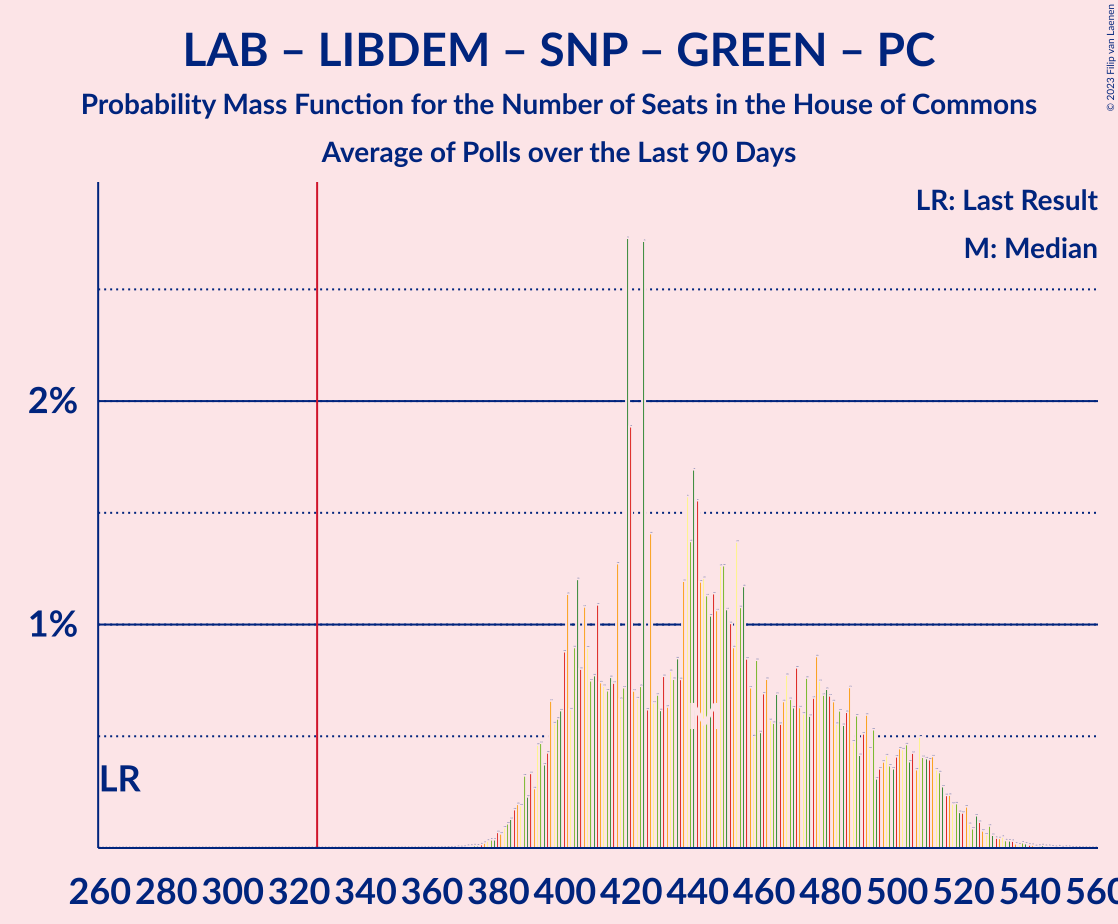 LAB – LIBDEM – SNP – GREEN – PC
Probability Mass Function for the Number of Seats in the House of Commons
Average of Polls over the Last 90 Days
© 2023 Filip van Laenen
LR: Last Result
M: Median
2%
1%
LR
M
260 280 300 320 340 360 380 400 420 440 460 480 500 520 540 560